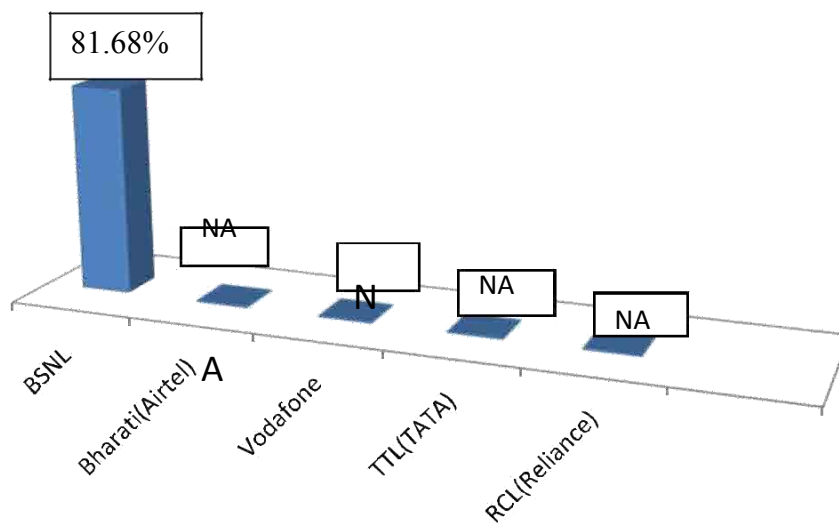 81.68%
NA
N
A
NA
NA
BSNL
Bharati(Airtel)
Vodafone
TTL(TATA)
RCL(Reliance)